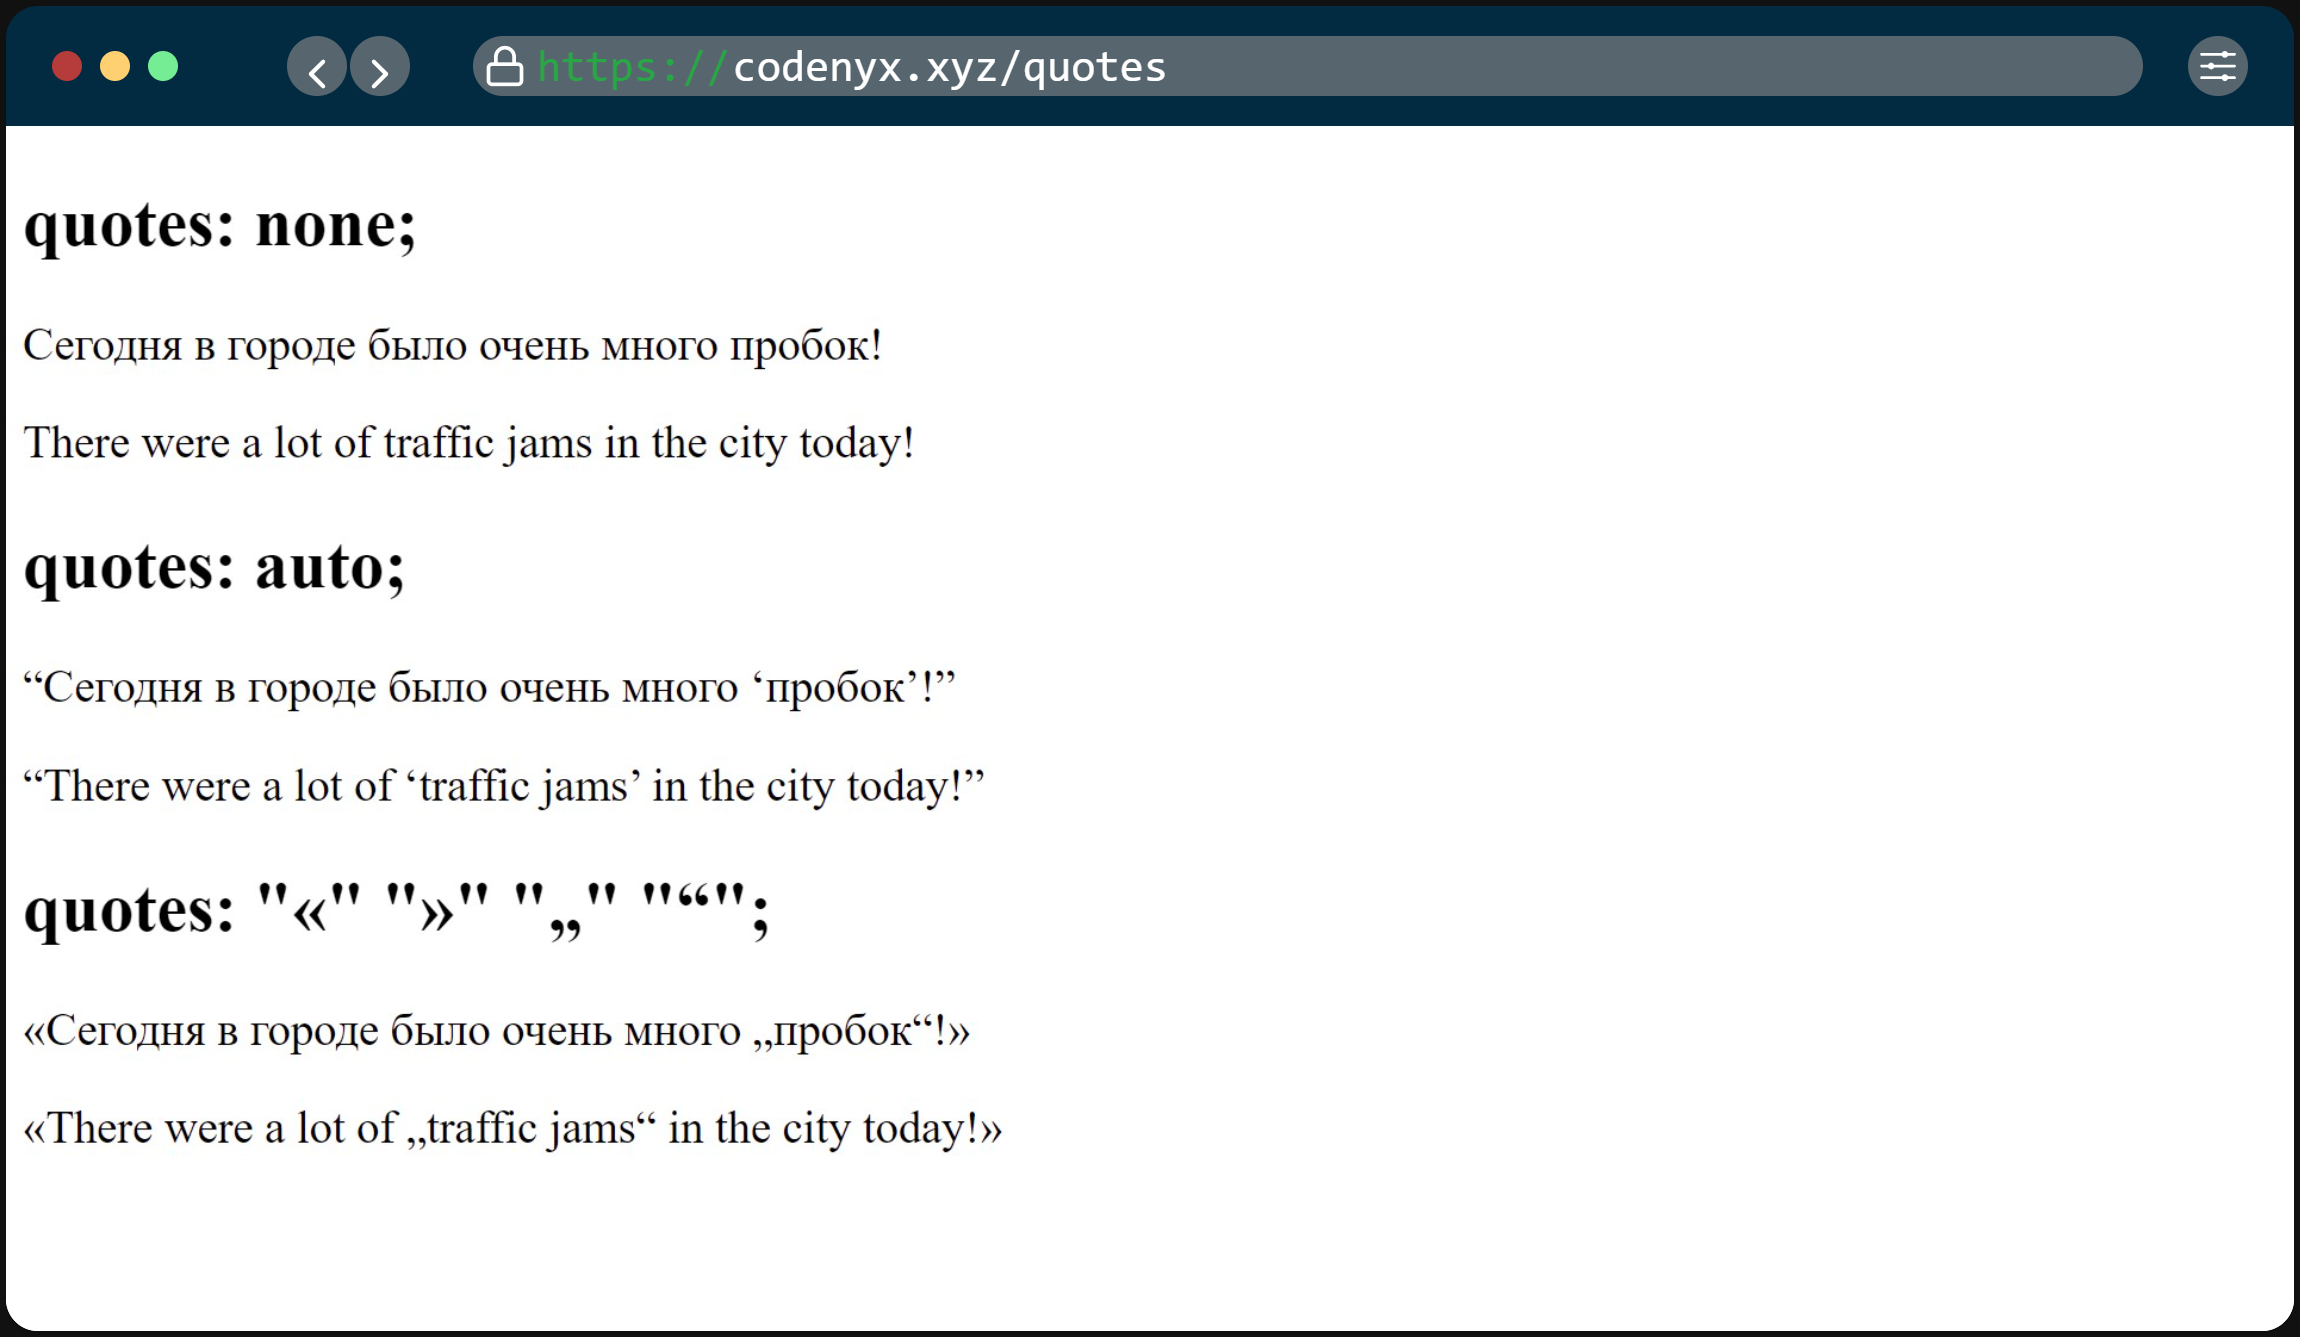 https://codenyx.xyz/quotes
quotes: none;
Сегодня в городе было очень много пробок!
There were a lot of traffic jams in the city today!
quotes: auto;
“Сегодня в городе было очень много ‘пробок’!”
“There were a lot of ‘traffic jams’ in the city today!”
quotes: "«" "»" "„" "“";
«Сегодня в городе было очень много „пробок“!»
«There were a lot of „traffic jams“ in the city today!»